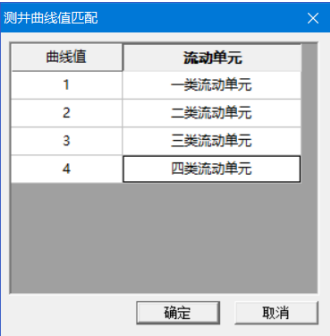 测井曲线值匹配
曲线值 流动单元
1 一类流动单元
2 二类流动单元
3 三类流动单元
4 四类流动单元
确定 取消